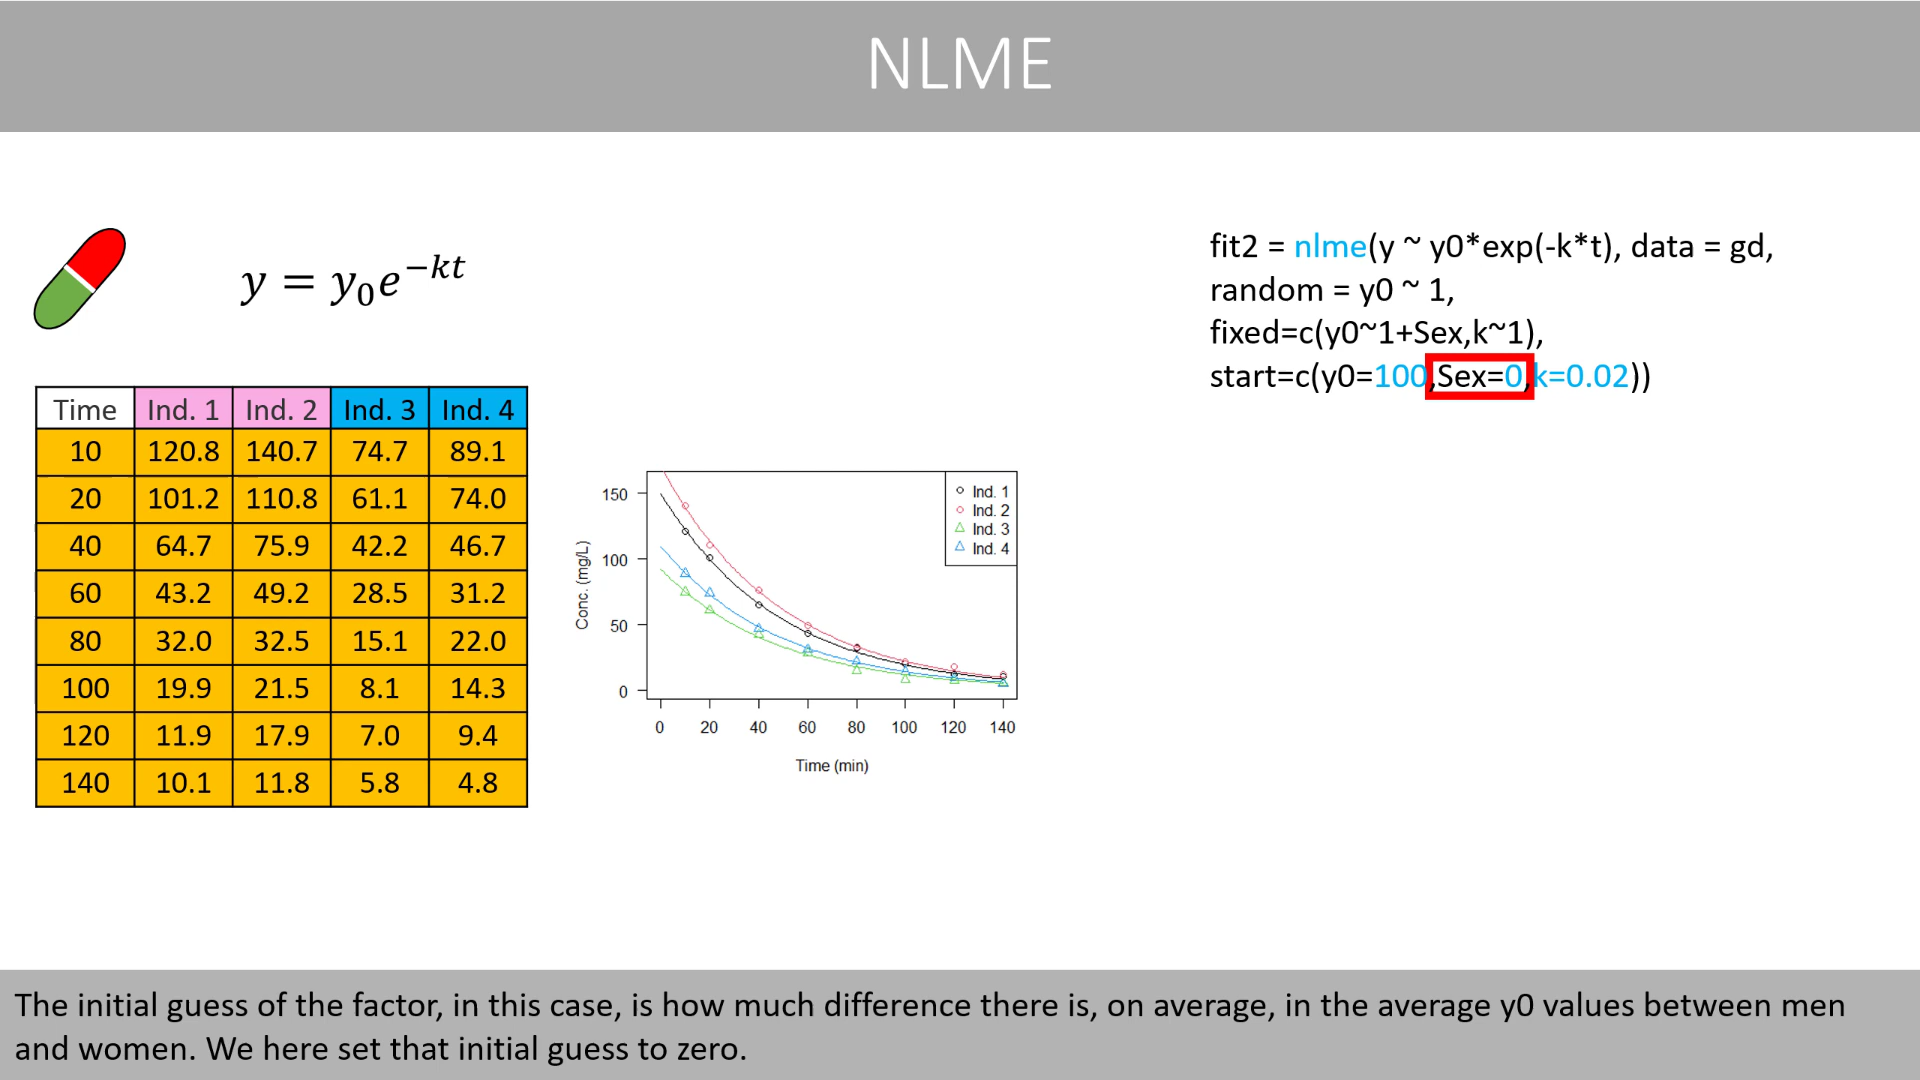 NLME
y = y₀e⁻ᵏᵗ
fit2 = nlme(y ~ y0*exp(-k*t), data = gd,
random = y0 ~ 1,
fixed=c(y0~1+Sex,k~1),
start=c(y0=100,Sex=0,k=0.02))
Time Ind. 1 Ind. 2 Ind. 3 Ind. 4
10 120.8 140.7 74.7 89.1
20 101.2 110.8 61.1 74.0
40 64.7 75.9 42.2 46.7
60 43.2 49.2 28.5 31.2
80 32.0 32.5 15.1 22.0
100 19.9 21.5 8.1 14.3
120 11.9 17.9 7.0 9.4
140 10.1 11.8 5.8 4.8
Conc. (mg/L)
150
100
50
0
0 20 40 60 80 100 120 140
Time (min)
Ind. 1
Ind. 2
Ind. 3
Ind. 4
The initial guess of the factor, in this case, is how much difference there is, on average, in the average y0 values between men
and women. We here set that initial guess to zero.